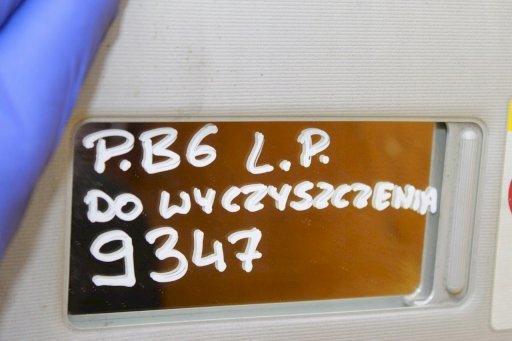 P.B6 L.P.
DO WYCZYSZCZENIA
9347